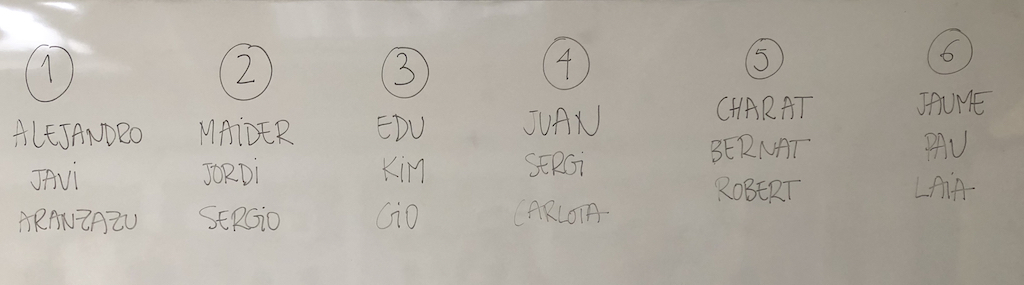 1
ALEJANDRO
JAVI
ARANZAZU
2
MAiDER
JORDi
SERGiO
3
EDU
KiM
GiO
4
JUAN
SERGi
CARLOTA
5
CHARAT
BERNAT
ROBERT
6
JAUME
PAU
LAiA